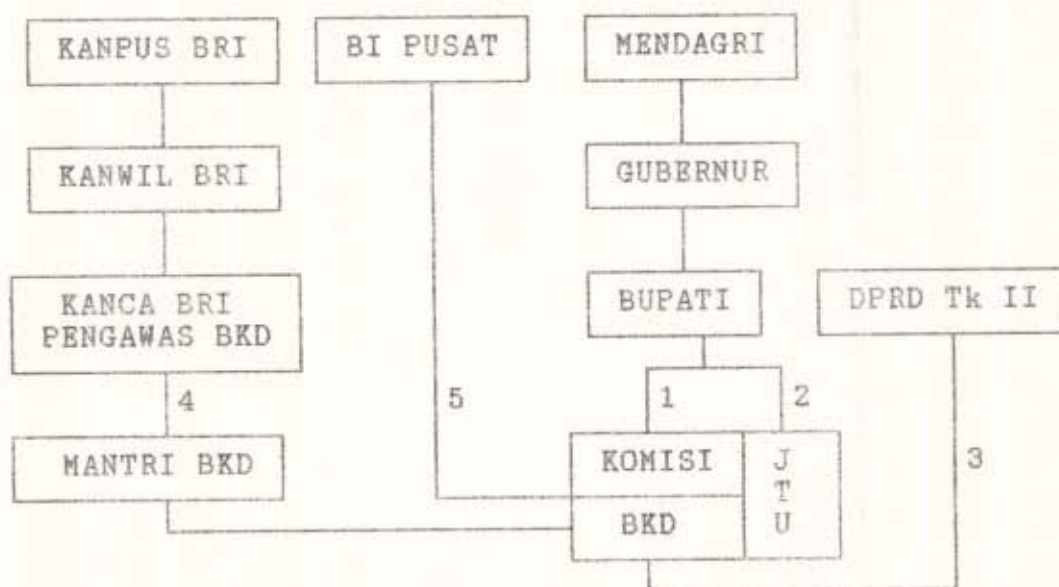 KANPUS BRI
BI PUSAT
MENDAGRI
KANWIL BRI
GUBERNUR
KANCA BRI
PENGAWAS BKD
BUPATI
DPRD Tk II
4
5
1
2
MANTRI BKD
KOMISI
J
T
U
3
BKD